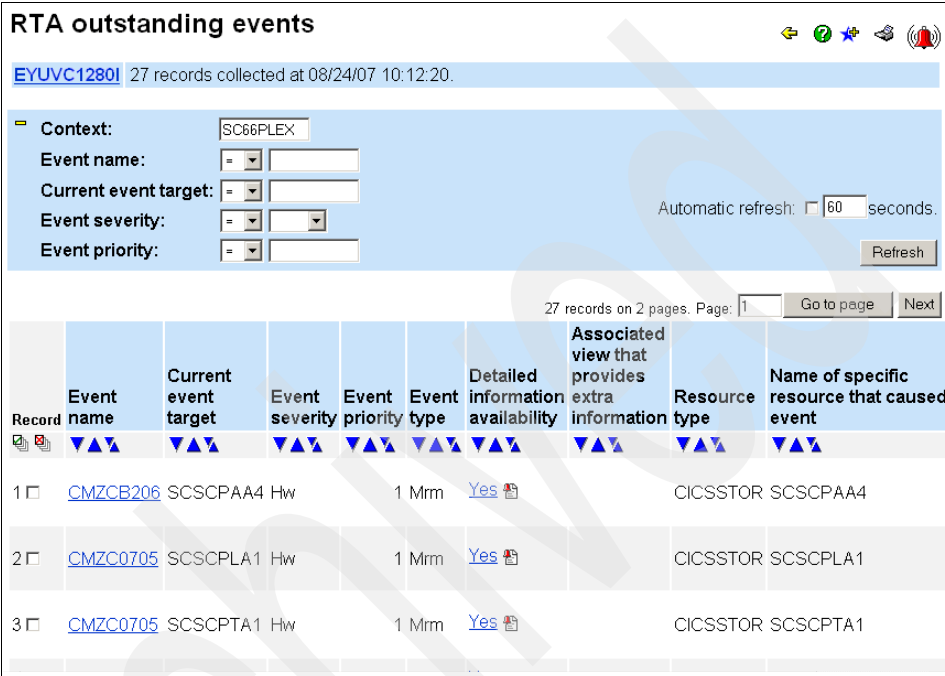 RTA outstanding events
EYUVC1280I 27 records collected at 08/24/07 10:12:20.
Context: SC66PLEX
Event name: =
Current event target: =
Event severity: =
Automatic refresh: 60 seconds.
Event priority: =
Refresh
27 records on 2 pages. Page: 1 Go to page Next
Record
Event name
Current event target
Event severity
Event priority
Event type
Detailed information availability
Associated view that provides extra information
Resource type
Name of specific resource that caused event
1 CMZCB206 SCSCPAA4 Hw 1 Mrm Yes CICSSTOR SCSCPAA4
2 CMZC0705 SCSCPLA1 Hw 1 Mrm Yes CICSSTOR SCSCPLA1
3 CMZC0705 SCSCPTA1 Hw 1 Mrm Yes CICSSTOR SCSCPTA1